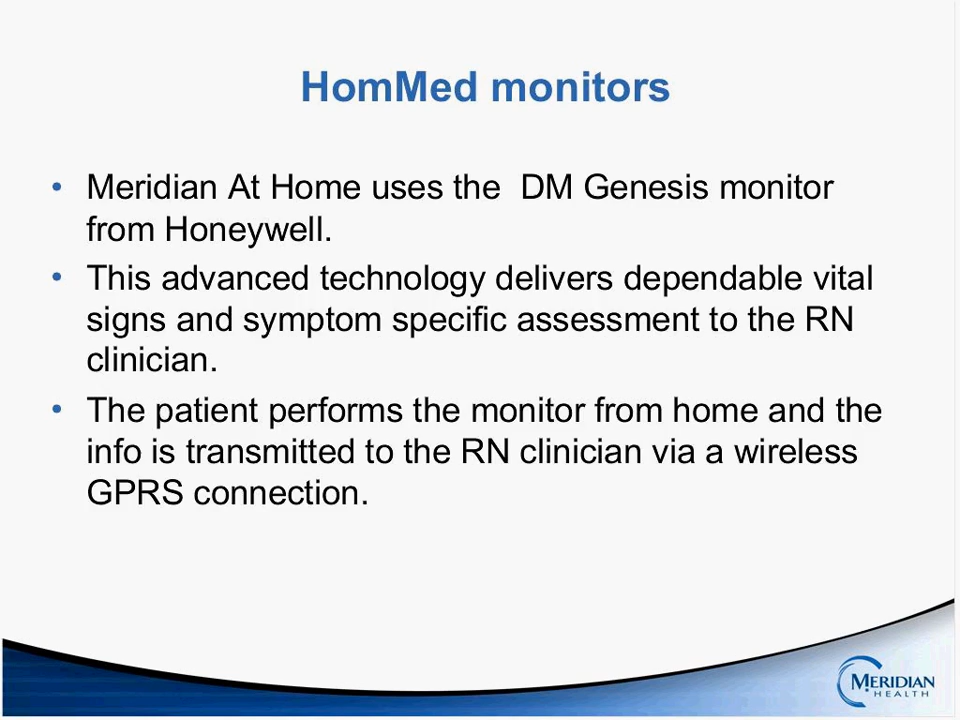 HomMed monitors
• Meridian At Home uses the  DM Genesis monitor
from Honeywell.
• This advanced technology delivers dependable vital
signs and symptom specific assessment to the RN
clinician.
• The patient performs the monitor from home and the
info is transmitted to the RN clinician via a wireless
GPRS connection.
MERIDIAN
HEALTH